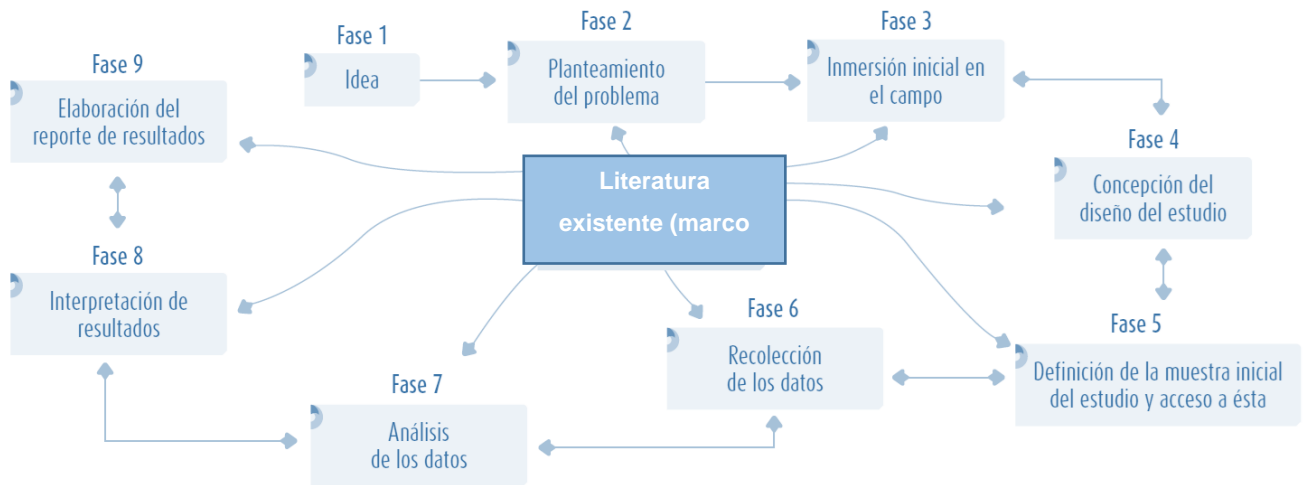 Fase 1
Idea
Fase 2
Planteamiento
del problema
Fase 3
Inmersión inicial en
el campo
Fase 4
Concepción del
diseño del estudio
Fase 5
Definición de la muestra inicial
del estudio y acceso a ésta
Fase 6
Recolección
de los datos
Fase 7
Análisis
de los datos
Fase 8
Interpretación de
resultados
Fase 9
Elaboración del
reporte de resultados
Literatura
existente (marco